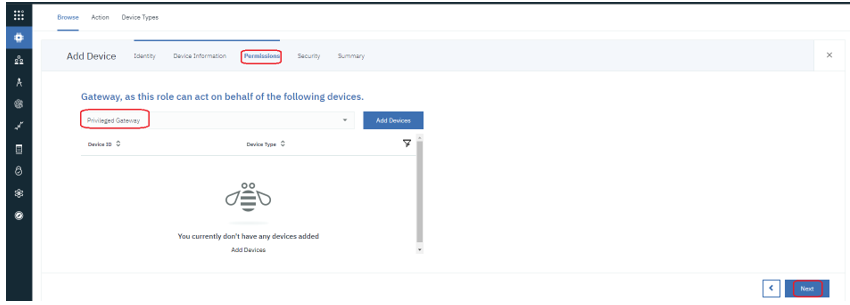 Browse Action Device Types
Add Device Identity Device Information Permissions Security Summary
Gateway, as this role can act on behalf of the following devices.
Privileged Gateway Add Devices
Device ID Device Type
You currently don't have any devices added
Add Devices
Next